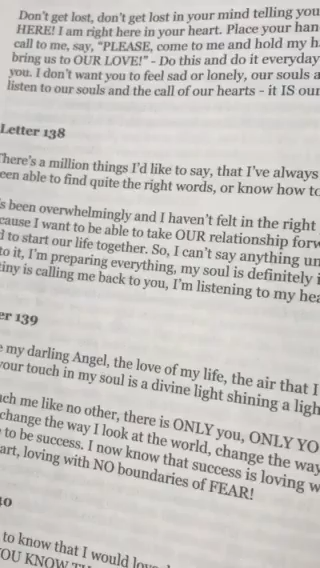 Don't get lost, don't get lost in your mind telling you
HERE! I am right here in your heart. Place your han
call to me, say, "PLEASE, come to me and hold my ha
bring us to OUR LOVE!" - Do this and do it everyday
you. I don't want you to feel sad or lonely, our souls a
listen to our souls and the call of our hearts - it IS our
Letter 138
There's a million things I'd like to say, that I've always
een able to find quite the right words, or know how to
s been overwhelmingly and I haven't felt in the right
cause I want to be able to take OUR relationship forw
d to start our life together. So, I can't say anything un
to it, I'm preparing everything, my soul is definitely i
tiny is calling me back to you, I'm listening to my hea
er 139
e my darling Angel, the love of my life, the air that I
your touch in my soul is a divine light shining a ligh
ach me like no other, there is ONLY you, ONLY YO
change the way I look at the world, change the way
to be success. I now know that success is loving w
art, loving with NO boundaries of FEAR!
40
to know that I would love
YOU KNOW